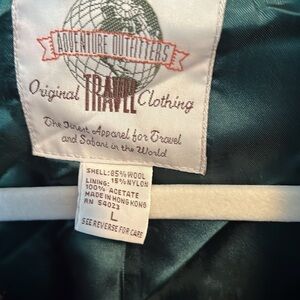 ADVENTURE OUTFITTERS
Original TRAVEL Clothing
The Finest Apparel for Travel
and Safari in the World
SHELL: 85% WOOL
15% NYLON
LINING:
100% ACETATE
MADE IN HONG KONG
RN 54023
L
SEE REVERSE FOR CARE